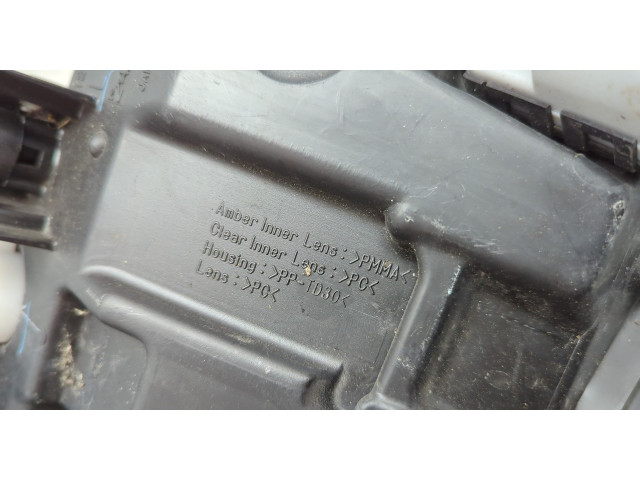 Amber Inner Lens : >PMMA<
Clear Inner Lens : >PC<
Housing : >PP-TD30<
Lens : >PC<